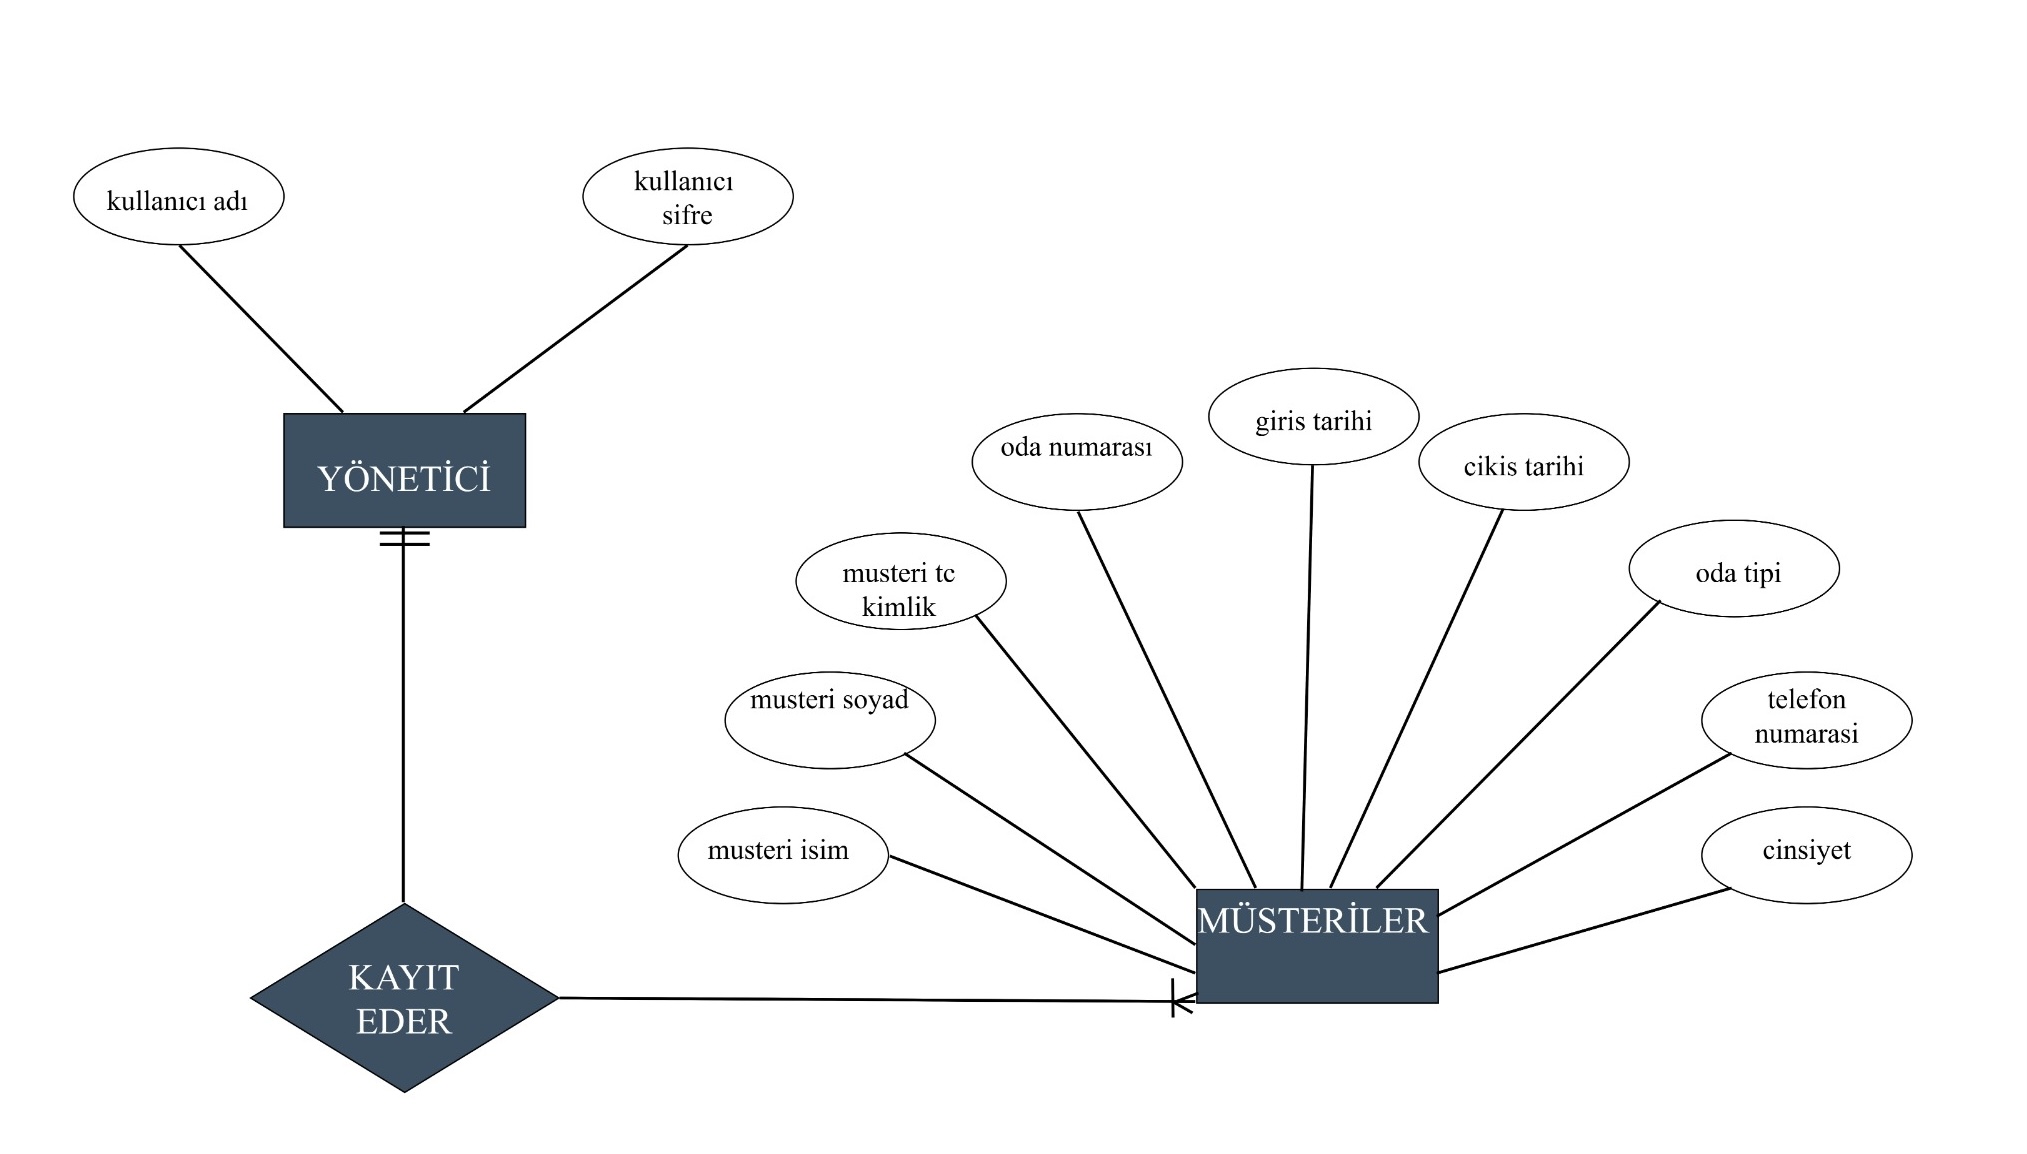 kullanıcı adı
kullanıcı
sifre
YÖNETİCİ
giris tarihi
oda numarası
cikis tarihi
musteri tc
kimlik
oda tipi
musteri soyad
telefon
numarasi
musteri isim
cinsiyet
MÜSTERİLER
KAYIT
EDER